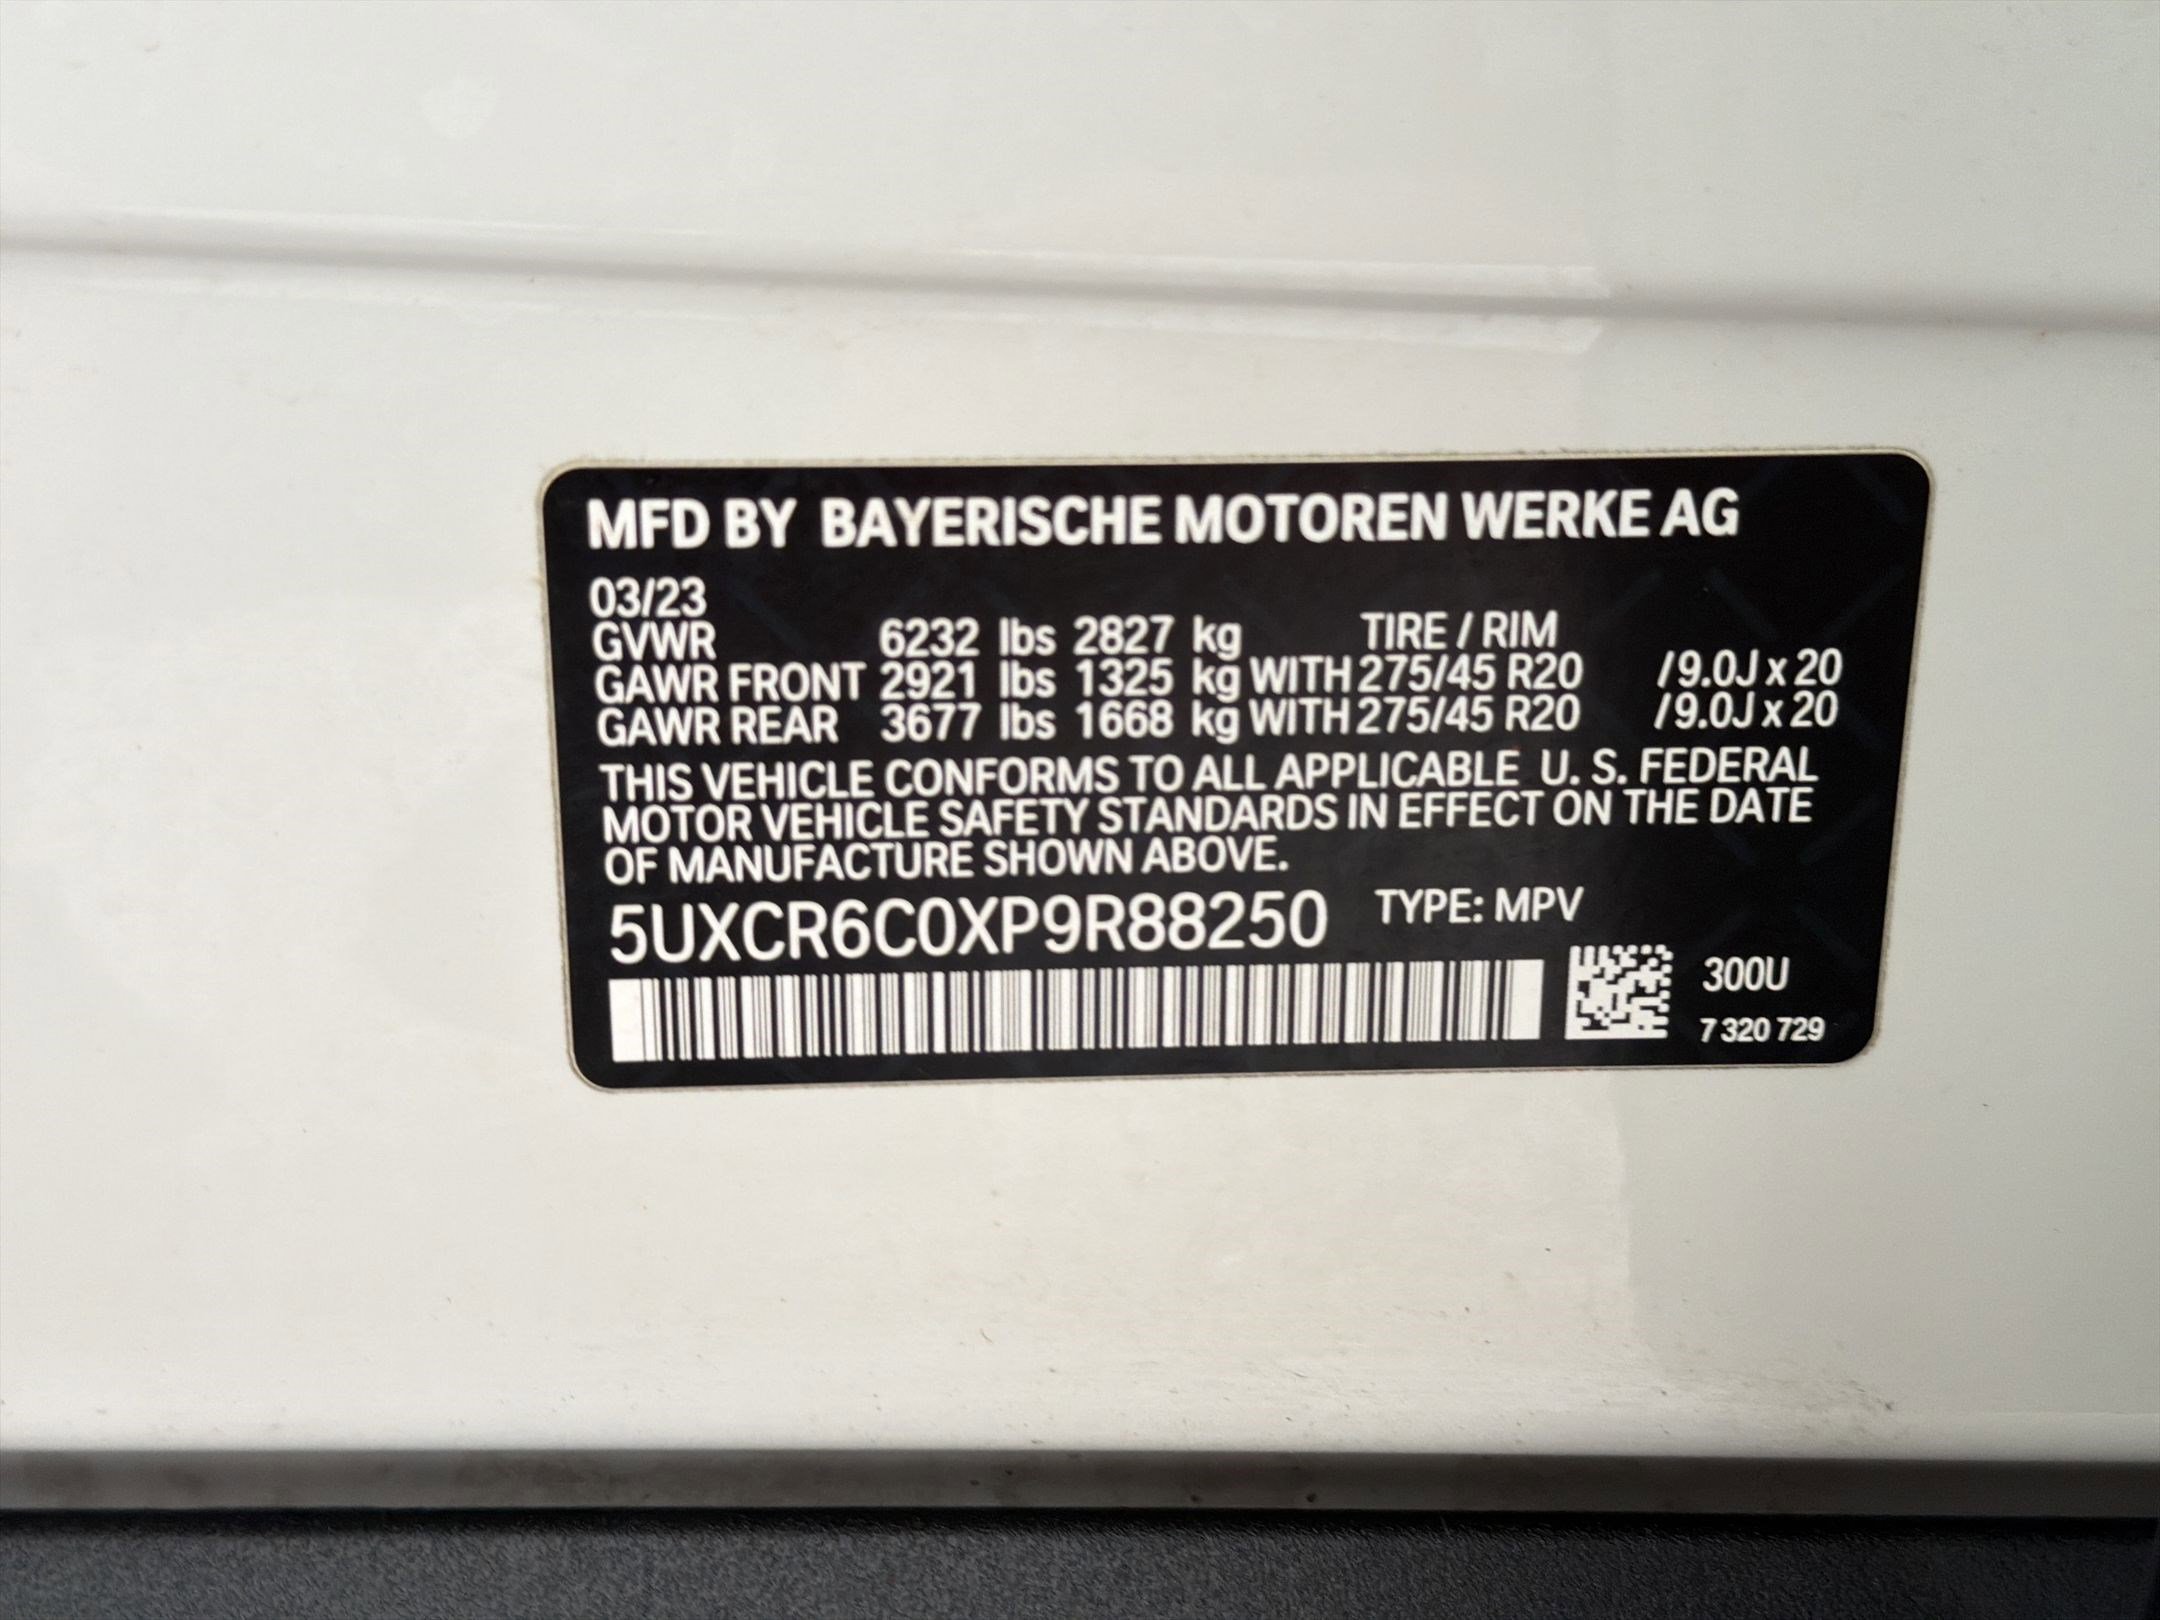 MFD BY BAYERISCHE MOTOREN WERKE AG
03/23
GVWR 6232 lbs 2827 kg TIRE / RIM
GAWR FRONT 2921 lbs 1325 kg WITH 275/45 R20 /9.0J x 20
GAWR REAR 3677 lbs 1668 kg WITH 275/45 R20 /9.0J x 20
THIS VEHICLE CONFORMS TO ALL APPLICABLE U. S. FEDERAL
MOTOR VEHICLE SAFETY STANDARDS IN EFFECT ON THE DATE
OF MANUFACTURE SHOWN ABOVE.
5UXCR6C0XP9R88250 TYPE: MPV
300U
7 320 729